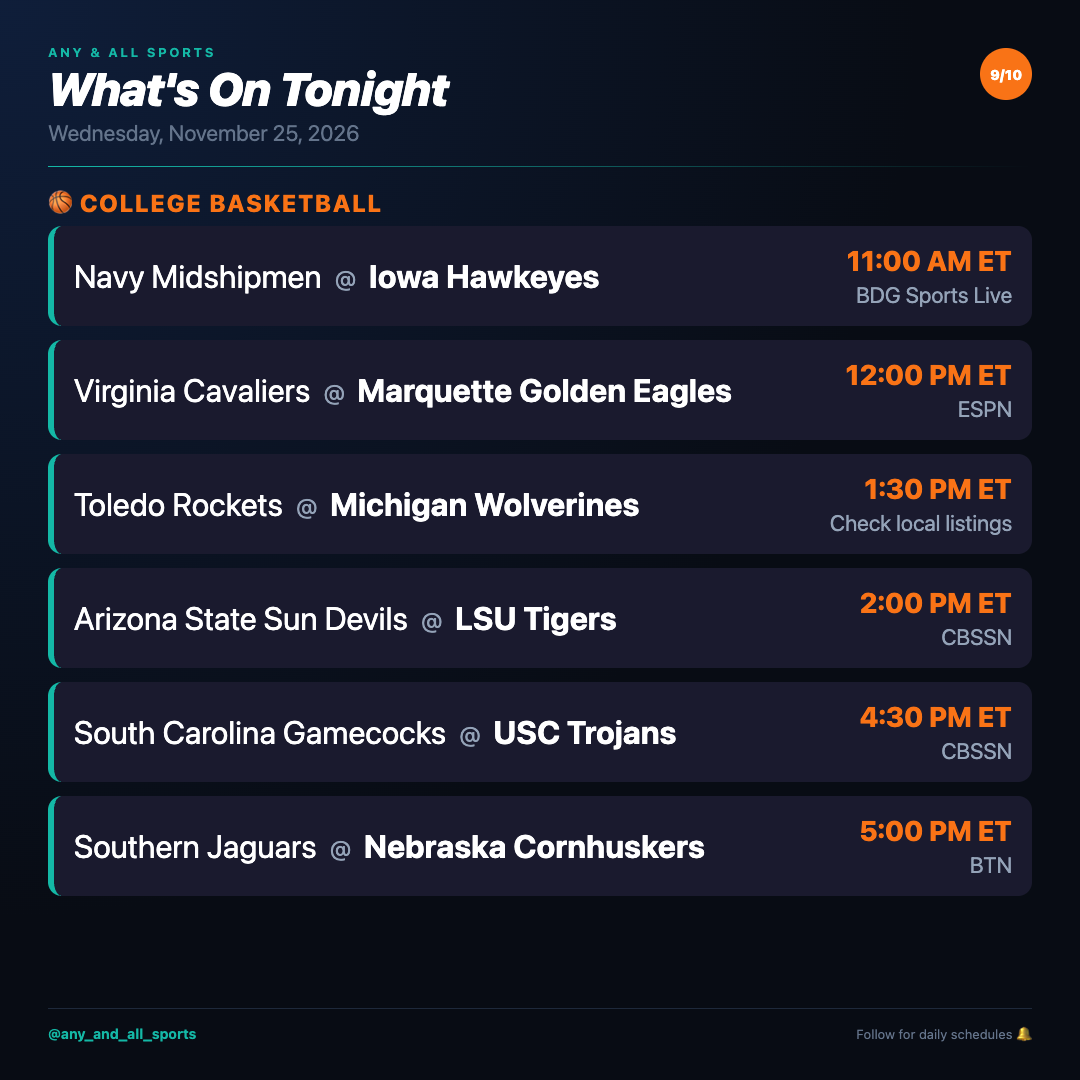 ANY & ALL SPORTS
What's On Tonight
9/10
Wednesday, November 25, 2026
🏀 COLLEGE BASKETBALL
Navy Midshipmen @ Iowa Hawkeyes
11:00 AM ET
BDG Sports Live
Virginia Cavaliers @ Marquette Golden Eagles
12:00 PM ET
ESPN
Toledo Rockets @ Michigan Wolverines
1:30 PM ET
Check local listings
Arizona State Sun Devils @ LSU Tigers
2:00 PM ET
CBSSN
South Carolina Gamecocks @ USC Trojans
4:30 PM ET
CBSSN
Southern Jaguars @ Nebraska Cornhuskers
5:00 PM ET
BTN
@any_and_all_sports
Follow for daily schedules 🔔